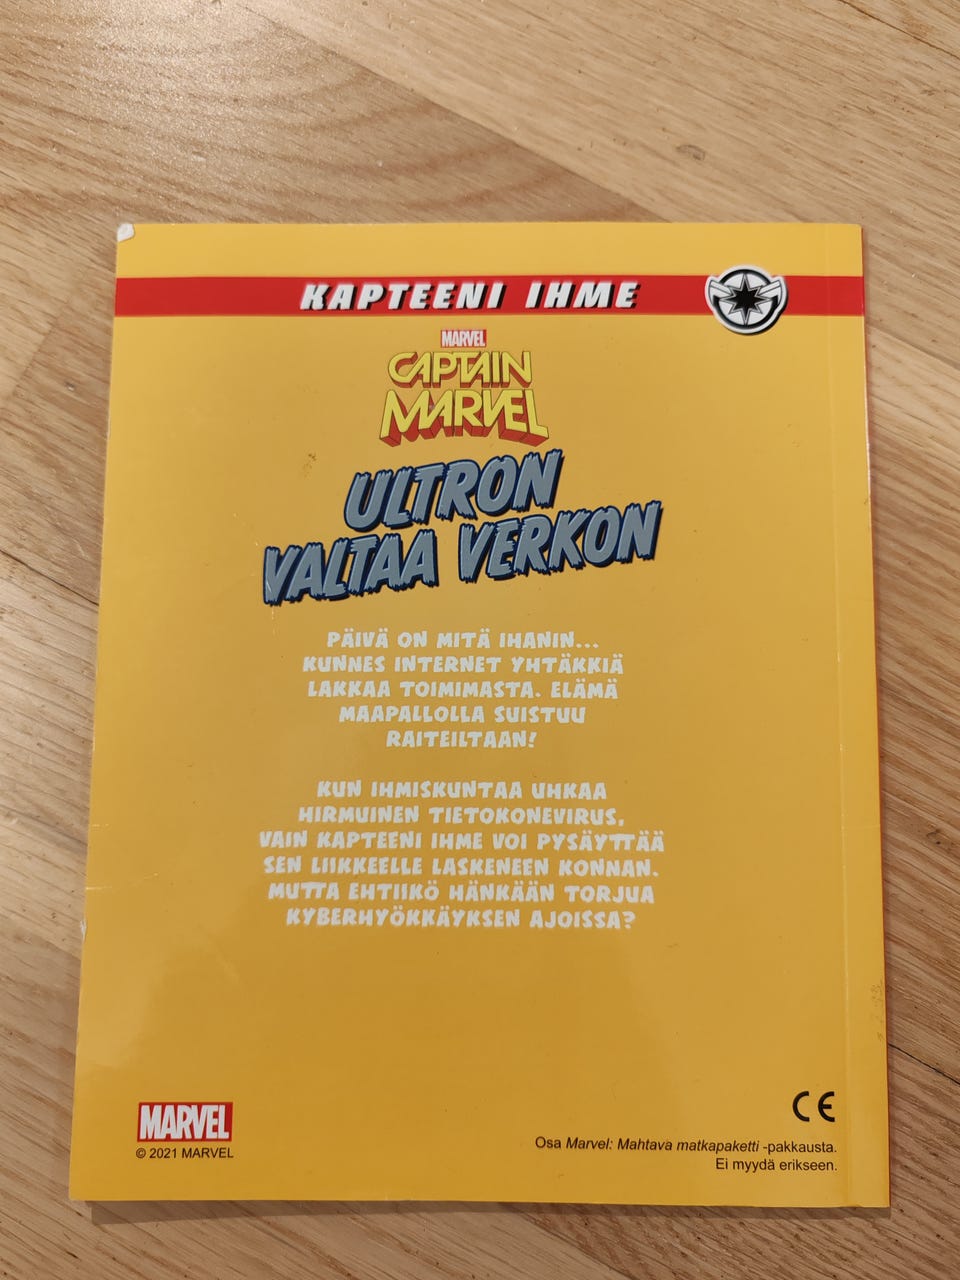 KAPTEENI IHME
MARVEL
CAPTAIN
MARVEL
ULTRON
VALTAA VERKON
PÄIVÄ ON MITÄ IHANIN...
KUNNES INTERNET YHTÄKKIÄ
LAKKAA TOIMIMASTA. ELÄMÄ
MAAPALLOLLA SUISTUU
RAITEILTAAN!
KUN IHMISKUNTAA UHKAA
HIRMUINEN TIETOKONEVIRUS,
VAIN KAPTEENI IHME VOI PYSÄYTTÄÄ
SEN LIIKKEELLE LASKENEEN KONNAN.
MUTTA EHTIIKÖ HÄNKÄÄN TORJUA
KYBERHYÖKKÄYKSEN AJOISSA?
CE
MARVEL
© 2021 MARVEL
Osa Marvel: Mahtava matkapaketti -pakkausta.
Ei myydä erikseen.